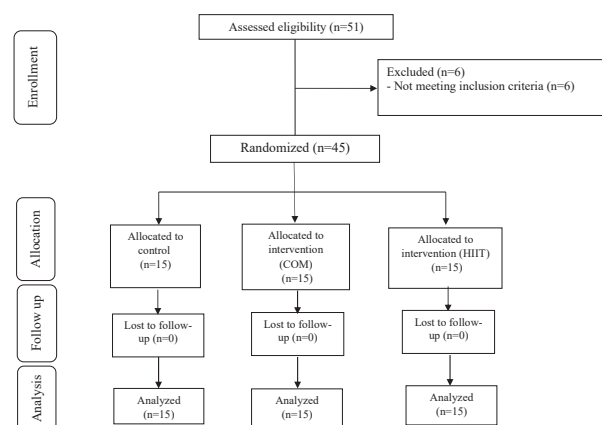 Enrollment
Assessed eligibility (n=51)
Excluded (n=6)
- Not meeting inclusion criteria (n=6)
Randomized (n=45)
Allocation
Allocated to
control
(n=15)
Allocated to
intervention
(COM)
(n=15)
Allocated to
intervention (HIIT)
(n=15)
Follow up
Lost to follow-
up (n=0)
Lost to follow-
up (n=0)
Lost to follow-
up (n=0)
Analysis
Analyzed
(n=15)
Analyzed
(n=15)
Analyzed
(n=15)